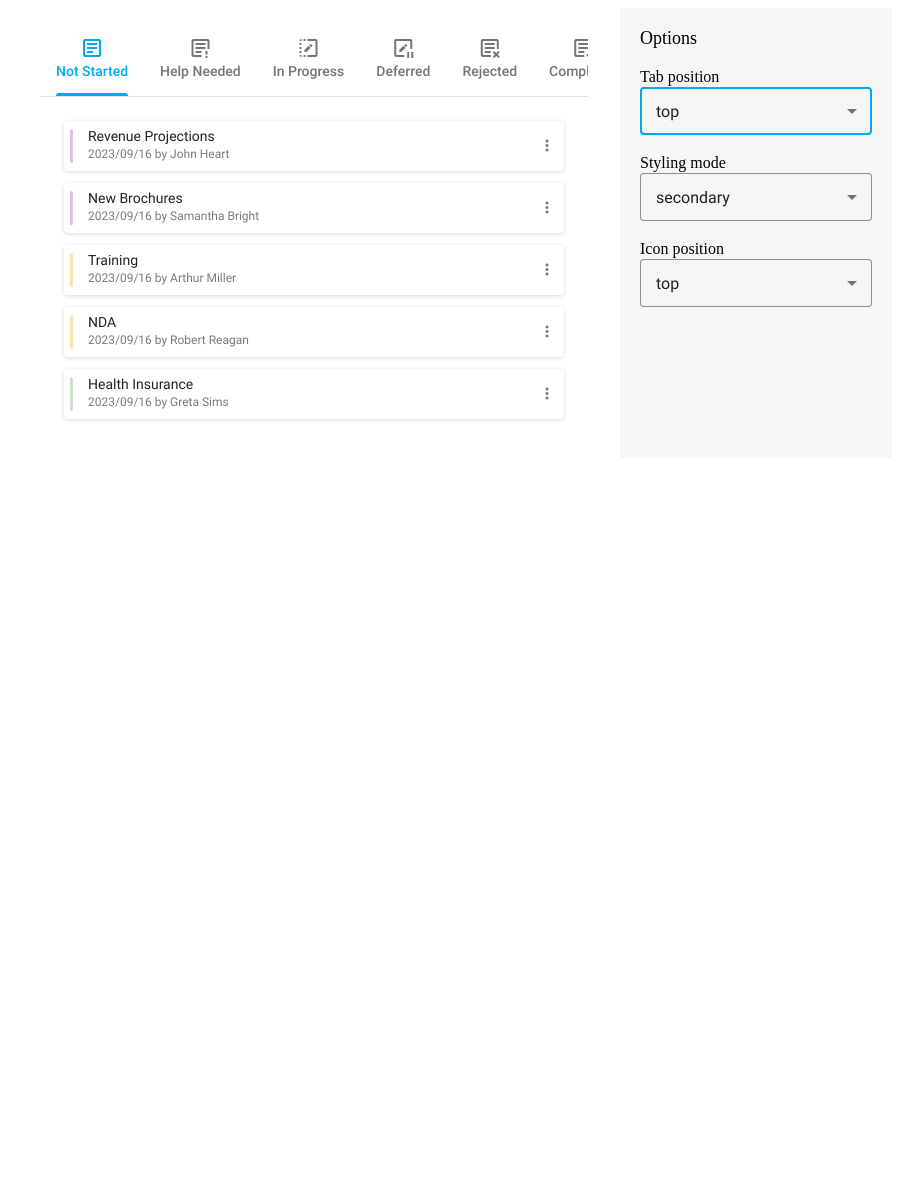 Not Started
Help Needed
In Progress
Deferred
Rejected
Compl
Revenue Projections
2023/09/16 by John Heart
New Brochures
2023/09/16 by Samantha Bright
Training
2023/09/16 by Arthur Miller
NDA
2023/09/16 by Robert Reagan
Health Insurance
2023/09/16 by Greta Sims
Options
Tab position
top
Styling mode
secondary
Icon position
top